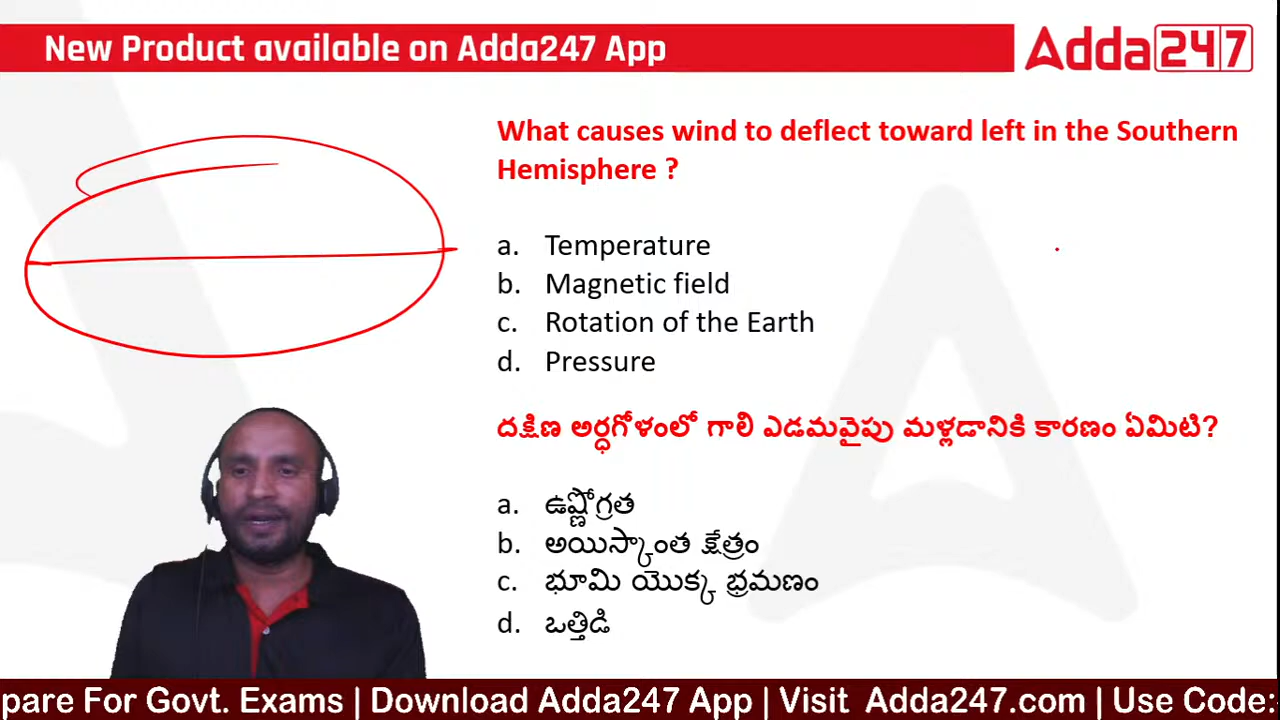 New Product available on Adda247 App
Adda247
What causes wind to deflect toward left in the Southern
Hemisphere ?
a. Temperature
b. Magnetic field
c. Rotation of the Earth
d. Pressure
దక్షిణ అర్ధగోళంలో గాలి ఎడమవైపు మళ్లడానికి కారణం ఏమిటి?
a. ఉష్ణోగ్రత
b. అయిస్కాంత క్షేత్రం
c. భూమి యొక్క భ్రమణం
d. ఒత్తిడి
pare For Govt. Exams | Download Adda247 App | Visit Adda247.com | Use Code: